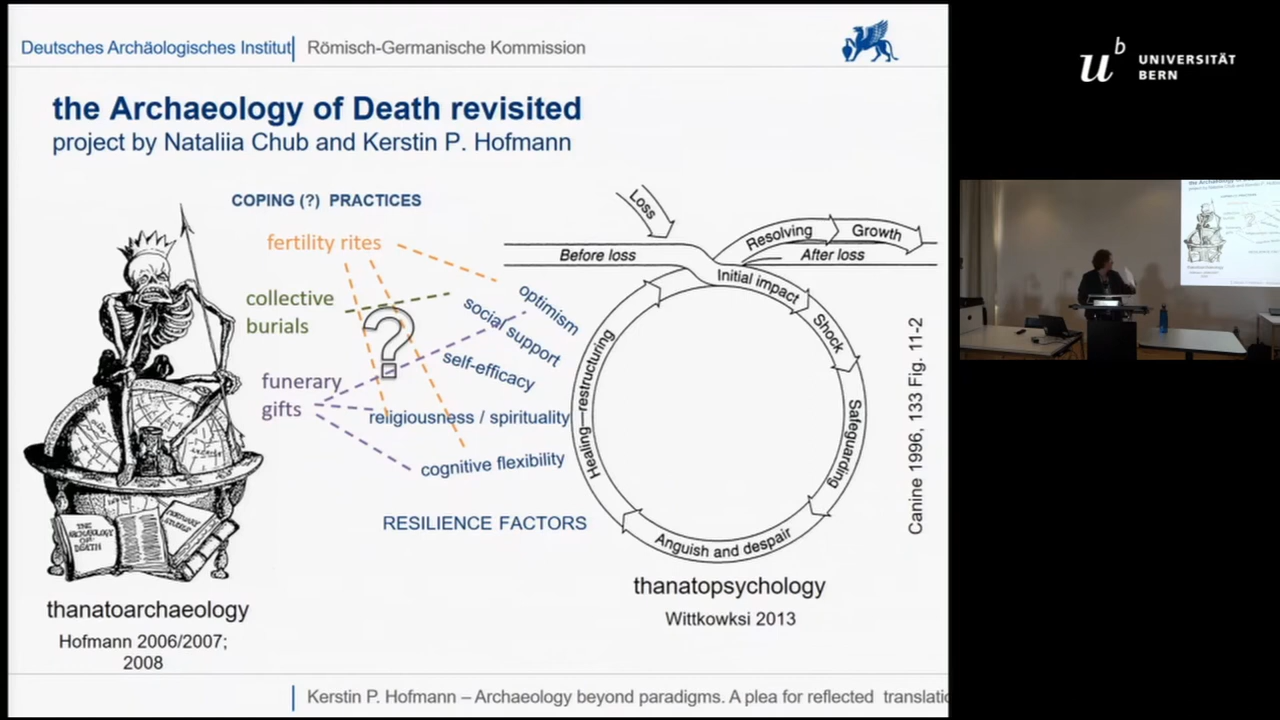 Deutsches Archäologisches Institut
Römisch-Germanische Kommission
the Archaeology of Death revisited
project by Nataliia Chub and Kerstin P. Hofmann
COPING (?) PRACTICES
fertility rites
collective
burials
funerary
gifts
?
optimism
social support
self-efficacy
religiousness / spirituality
cognitive flexibility
RESILIENCE FACTORS
THE
ARCHAEOLOGY
OF
DEATH
thanatoarchaeology
Hofmann 2006/2007;
2008
Loss
Before loss
Resolving
Growth
After loss
Initial impact
Shock
Safeguarding
Anguish and despair
Healing—restructuring
Canine 1996, 133 Fig. 11-2
thanatopsychology
Wittkowksi 2013
Kerstin P. Hofmann – Archaeology beyond paradigms. A plea for reflected translatio
u b
UNIVERSITÄT
BERN